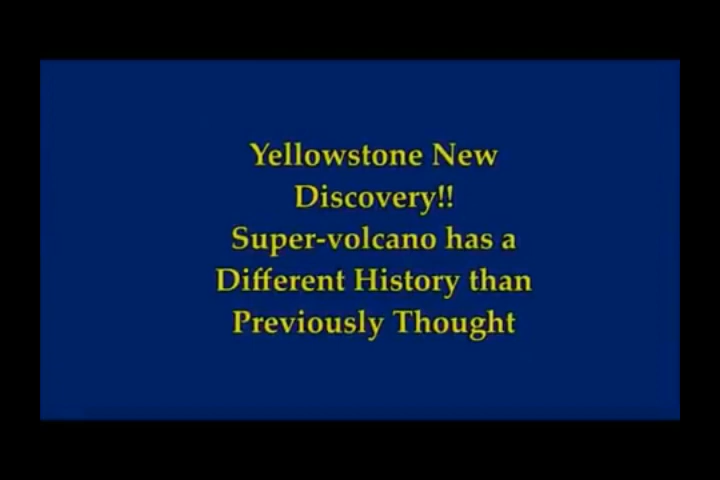 Yellowstone New
Discovery!!
Super-volcano has a
Different History than
Previously Thought